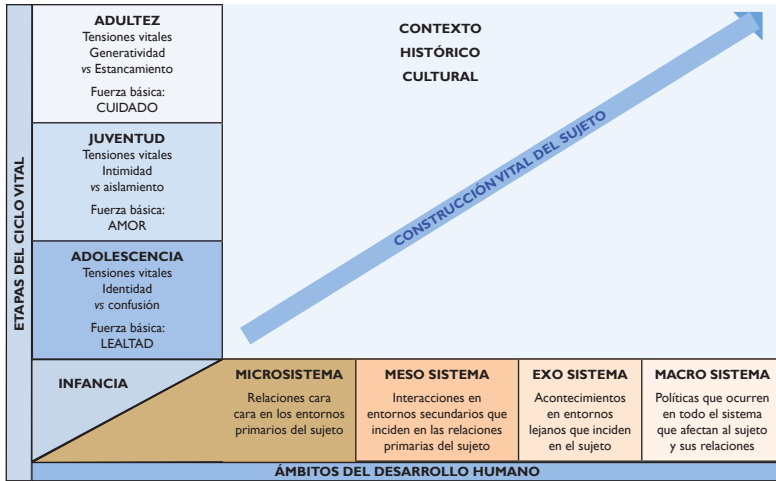 ETAPAS DEL CICLO VITAL
ADULTEZ
Tensiones vitales
Generatividad
vs Estancamiento
Fuerza básica:
CUIDADO
JUVENTUD
Tensiones vitales
Intimidad
vs aislamiento
Fuerza básica:
AMOR
ADOLESCENCIA
Tensiones vitales
Identidad
vs confusión
Fuerza básica:
LEALTAD
INFANCIA
CONTEXTO
HISTÓRICO
CULTURAL
CONSTRUCCIÓN VITAL DEL SUJETO
MICROSISTEMA
Relaciones cara
cara en los entornos
primarios del sujeto
MESO SISTEMA
Interacciones en
entornos secundarios que
inciden en las relaciones
primarias del sujeto
EXO SISTEMA
Acontecimientos
en entornos
lejanos que inciden
en el sujeto
MACRO SISTEMA
Políticas que ocurren
en todo el sistema
que afectan al sujeto
y sus relaciones
ÁMBITOS DEL DESARROLLO HUMANO